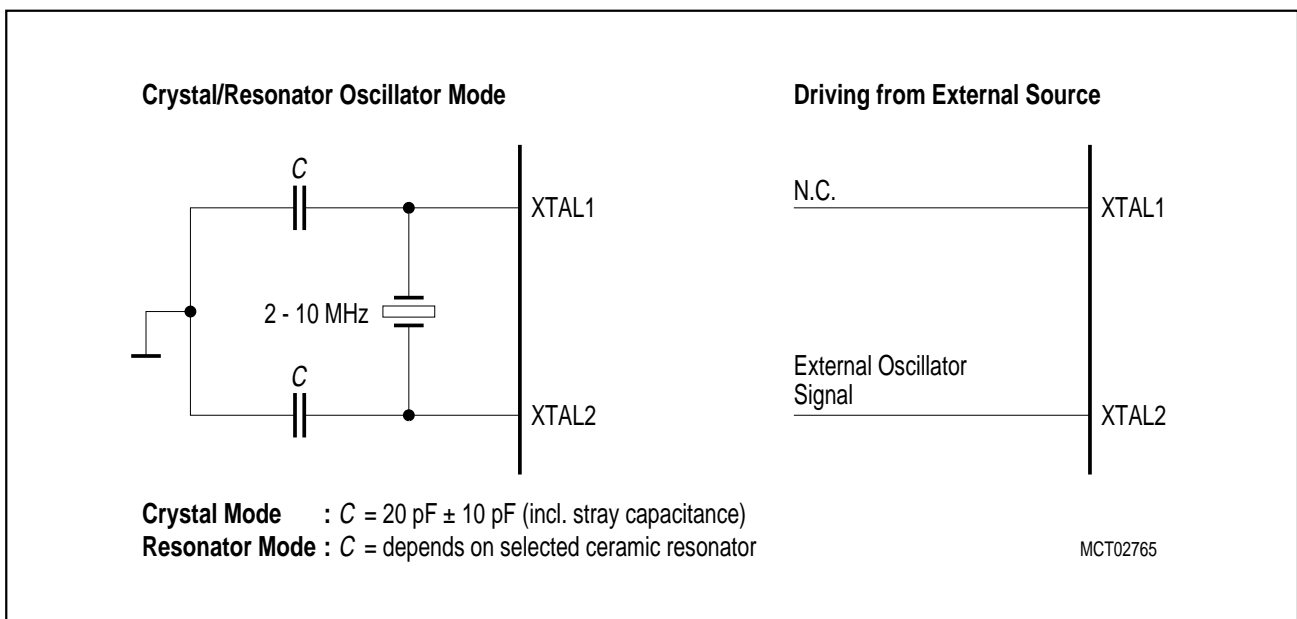 Crystal/Resonator Oscillator Mode
C
XTAL1
2 - 10 MHz
C
XTAL2
Crystal Mode : C = 20 pF ± 10 pF (incl. stray capacitance)
Resonator Mode : C = depends on selected ceramic resonator
Driving from External Source
N.C.
XTAL1
External Oscillator
Signal
XTAL2
MCT02765